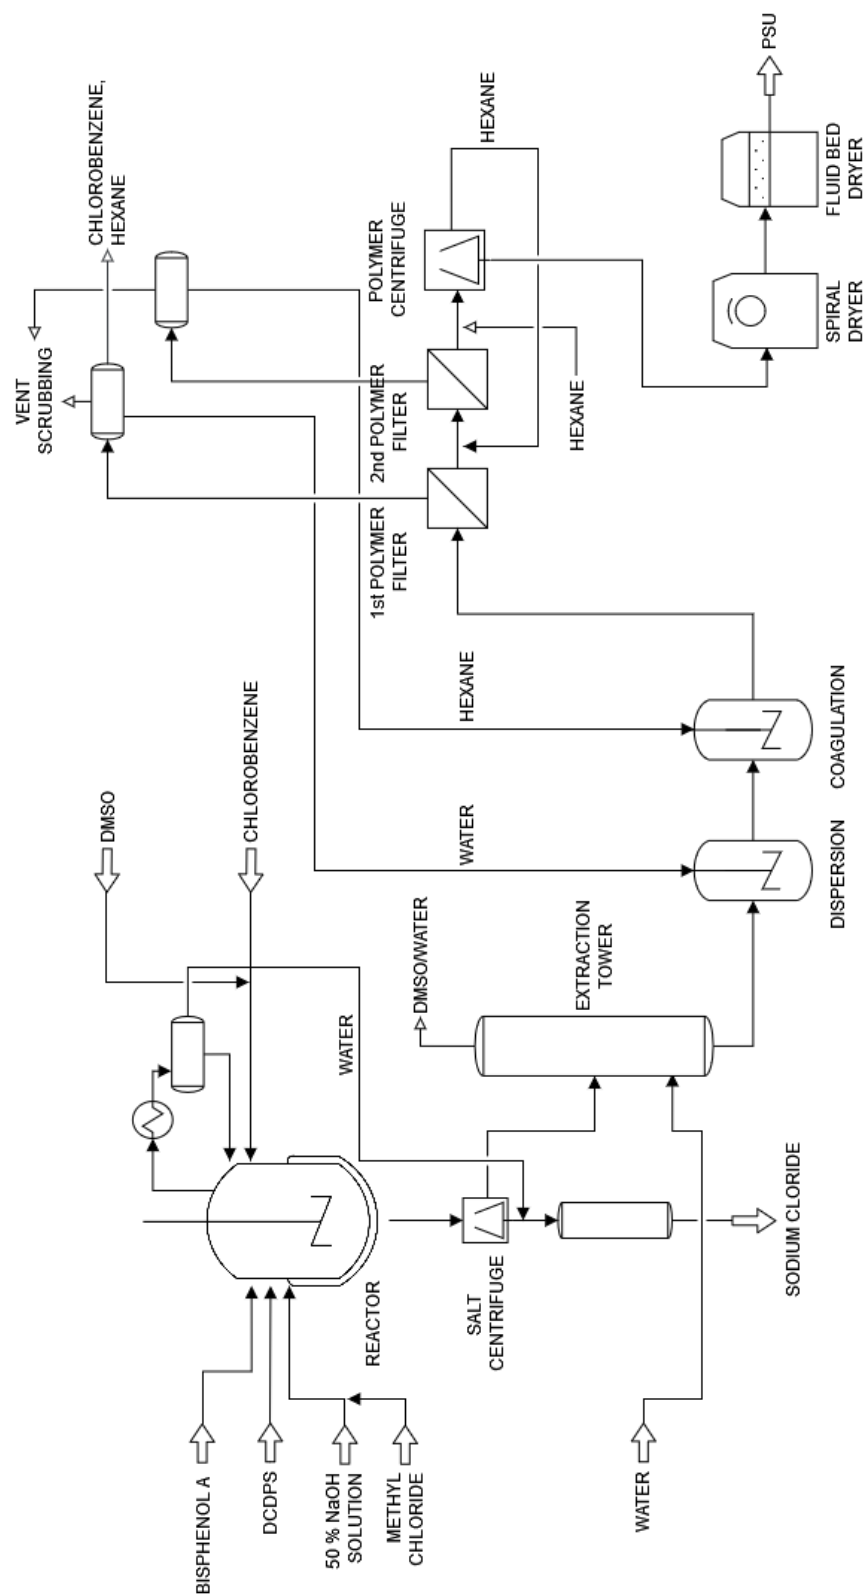 BISPHENOL A
DCDPS
50 % NaOH
SOLUTION
METHYL
CHLORIDE
WATER
REACTOR
SALT
CENTRIFUGE
SODIUM CLORIDE
DMSO
CHLOROBENZENE
WATER
DMSO/WATER
EXTRACTION
TOWER
WATER
DISPERSION
HEXANE
COAGULATION
VENT
SCRUBBING
CHLOROBENZENE,
HEXANE
1st POLYMER
FILTER
2nd POLYMER
FILTER
POLYMER
CENTRIFUGE
HEXANE
HEXANE
SPIRAL
DRYER
FLUID BED
DRYER
PSU